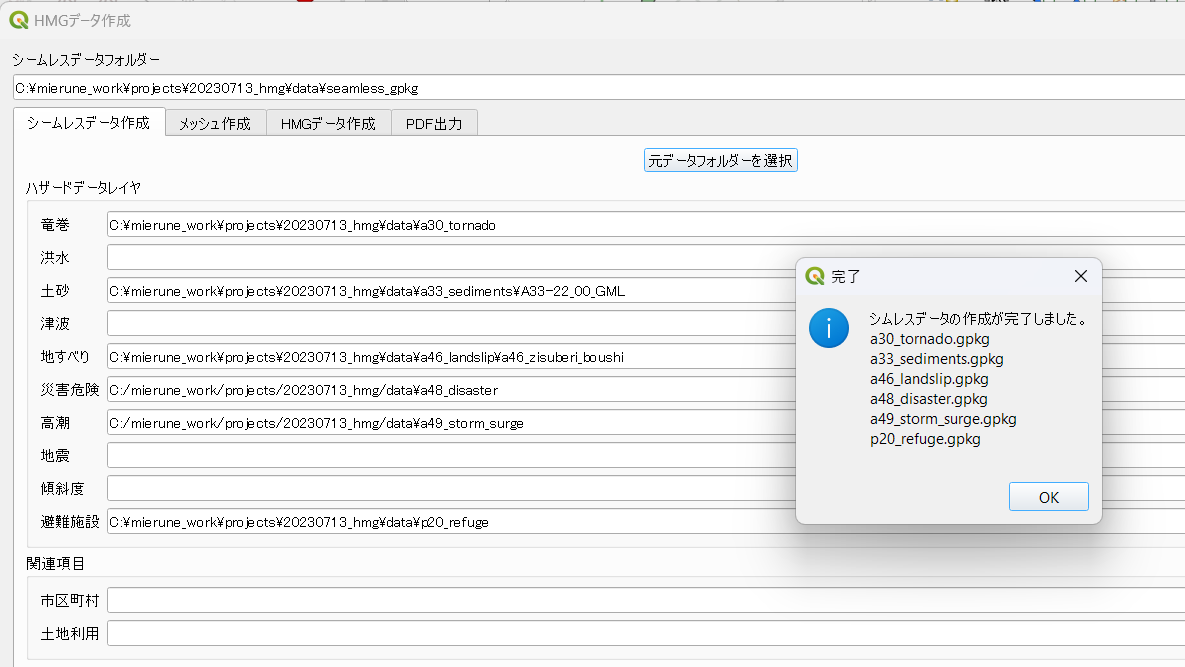 HMGデータ作成
シームレスデータフォルダー
C:¥mierune_work¥projects¥20230713_hmg¥data¥seamless_gpkg
シームレスデータ作成 メッシュ作成 HMGデータ作成 PDF出力
元データフォルダーを選択
ハザードデータレイヤ
竜巻 C:¥mierune_work¥projects¥20230713_hmg¥data¥a30_tornado
洪水
土砂 C:¥mierune_work¥projects¥20230713_hmg¥data¥a33_sediments¥A33-22_00_GML
津波
地すべり C:¥mierune_work¥projects¥20230713_hmg¥data¥a46_landslip¥a46_zisuberi_boushi
災害危険 C:/mierune_work/projects/20230713_hmg/data¥a48_disaster
高潮 C:/mierune_work/projects/20230713_hmg/data¥a49_storm_surge
地震
傾斜度
避難施設 C:¥mierune_work¥projects¥20230713_hmg¥data¥p20_refuge
関連項目
市区町村
土地利用
完了
シムレスデータの作成が完了しました。
a30_tornado.gpkg
a33_sediments.gpkg
a46_landslip.gpkg
a48_disaster.gpkg
a49_storm_surge.gpkg
p20_refuge.gpkg
OK